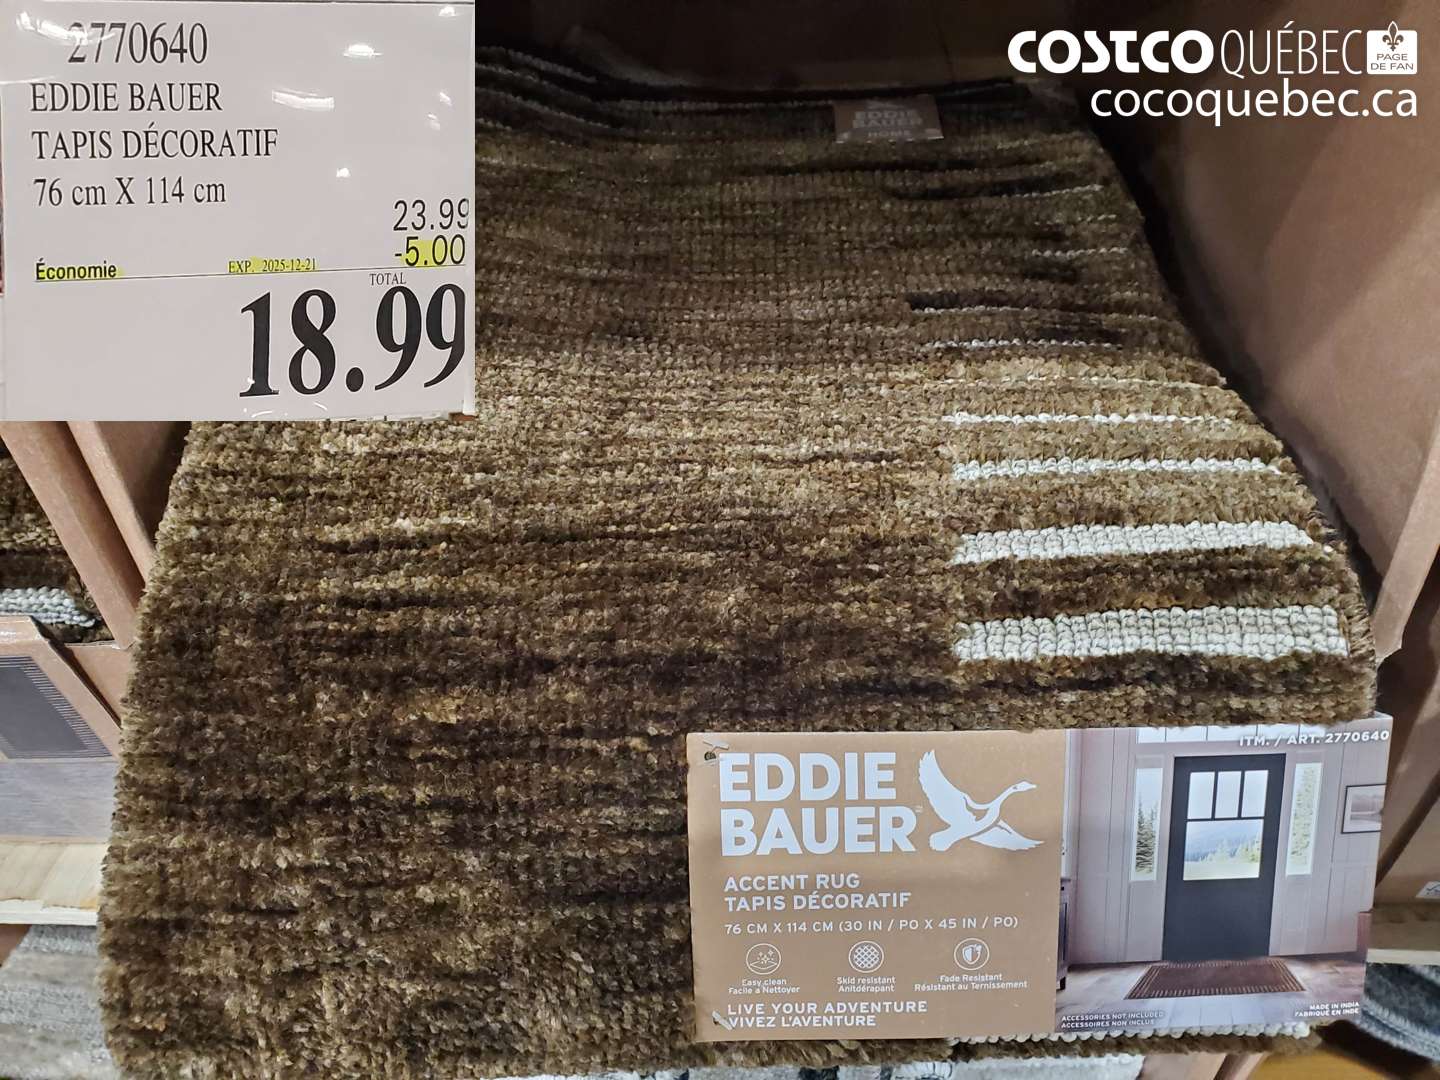 2770640
EDDIE BAUER
TAPIS DÉCORATIF
76 cm X 114 cm
23.99
-5.00
Économie
EXP. 2025-12-21
TOTAL
18.99
COSTCO QUÉBEC PAGE DE FAN
cocoquebec.ca
EDDIE
BAUER
HOME
ITM. / ART. 2770640
EDDIE
BAUER
ACCENT RUG
TAPIS DÉCORATIF
76 CM X 114 CM (30 IN / PO X 45 IN / PO)
Easy clean
Facile a Nettoyer
Skid resistant
Anitdérapant
Fade Resistant
Résistant au Ternissement
LIVE YOUR ADVENTURE
VIVEZ L'AVENTURE
ACCESSORIES NOT INCLUDED
ACCESSOIRES NON INCLUS
MADE IN INDIA
FABRIQUÉ EN INDE